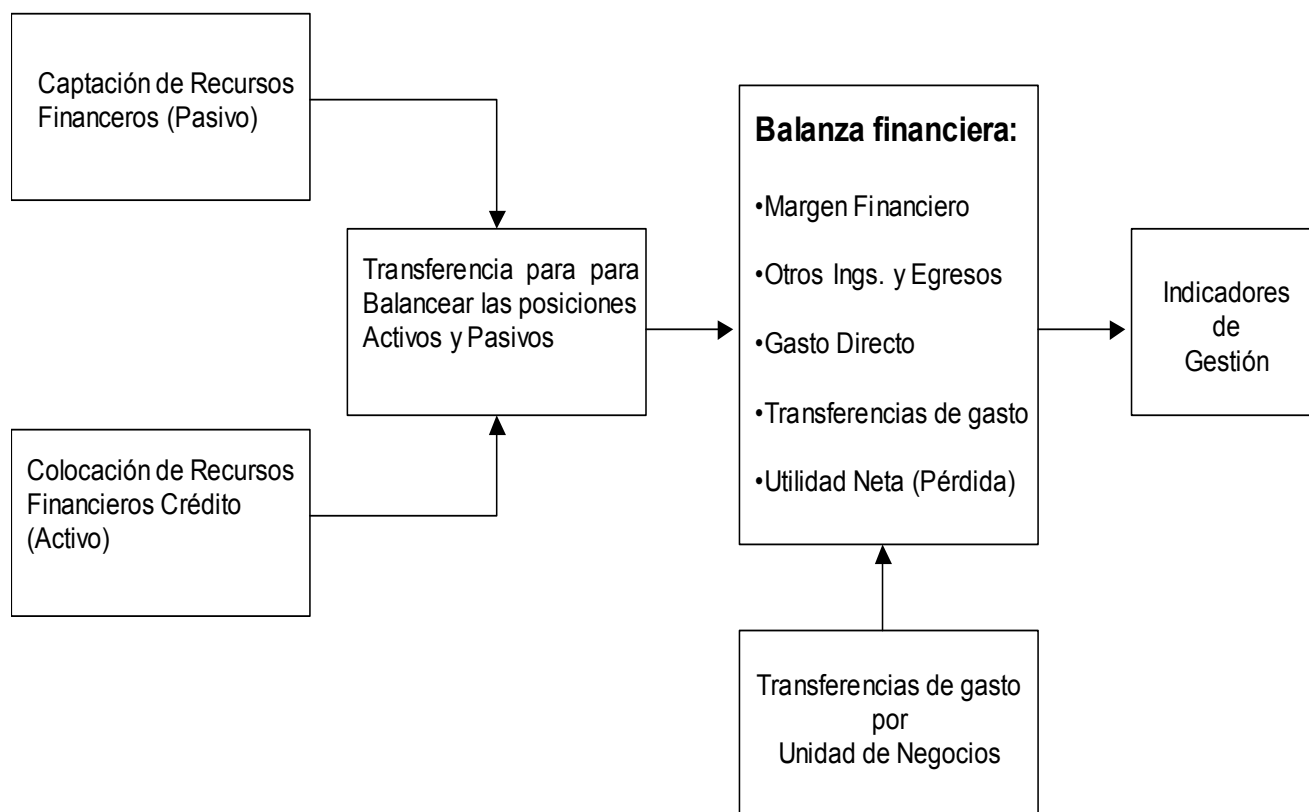 Captación de Recursos
Financeros (Pasivo)
Transferencia para para
Balancear las posiciones
Activos y Pasivos
Colocación de Recursos
Financieros Crédito
(Activo)
Balanza financiera:
•Margen Financiero
•Otros Ings. y Egresos
•Gasto Directo
•Transferencias de gasto
•Utilidad Neta (Pérdida)
Indicadores
de
Gestión
Transferencias de gasto
por
Unidad de Negocios